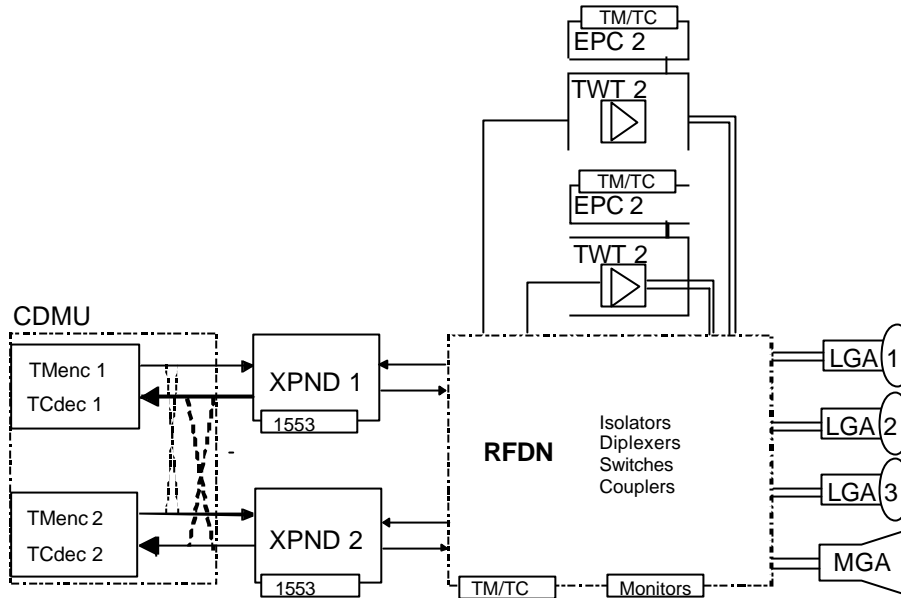 TM/TC
EPC 2
TWT 2
TM/TC
EPC 2
TWT 2
CDMU
TMenc 1
TCdec 1
XPND 1
1553
TMenc 2
TCdec 2
XPND 2
1553
RFDN
Isolators
Diplexers
Switches
Couplers
TM/TC
Monitors
LGA 1
LGA 2
LGA 3
MGA